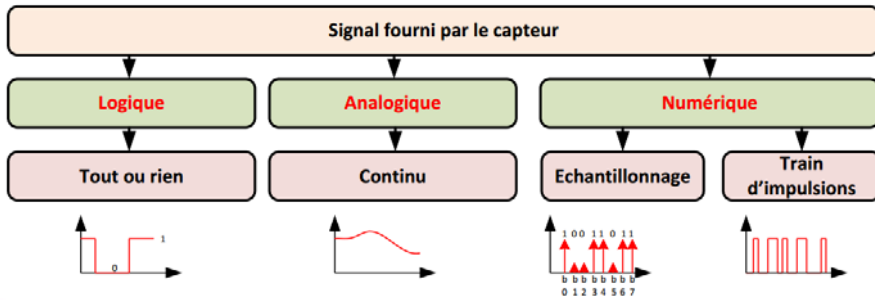 Signal fourni par le capteur
Logique
Analogique
Numérique
Tout ou rien
Continu
Echantillonnage
Train
d'impulsions
0
1
1 0 0 1 1 0 1 1
b b b b b b b b
0 1 2 3 4 5 6 7